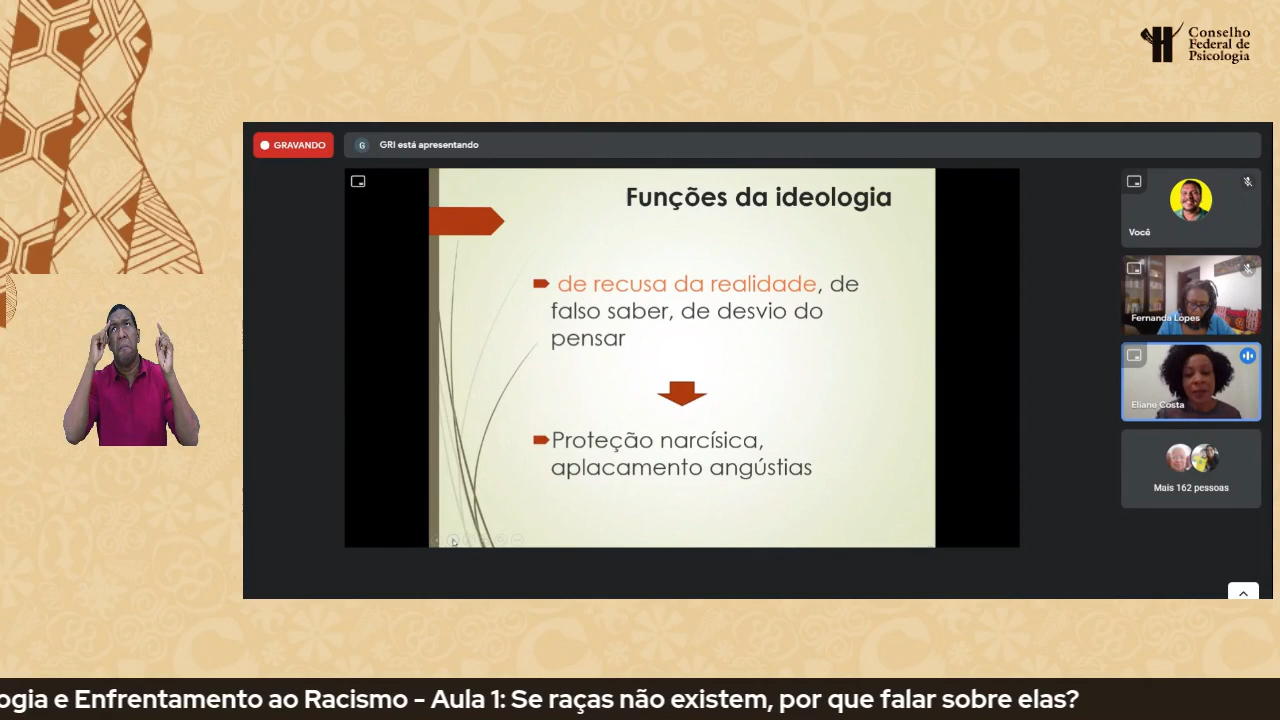 Conselho
Federal de
Psicologia
GRAVANDO
G
GRI está apresentando
Funções da ideologia
de recusa da realidade, de
falso saber, de desvio do
pensar
Proteção narcísica,
aplacamento angústias
Você
Fernanda Lopes
Eliane Costa
Mais 162 pessoas
ogia e Enfrentamento ao Racismo - Aula 1: Se raças não existem, por que falar sobre elas?